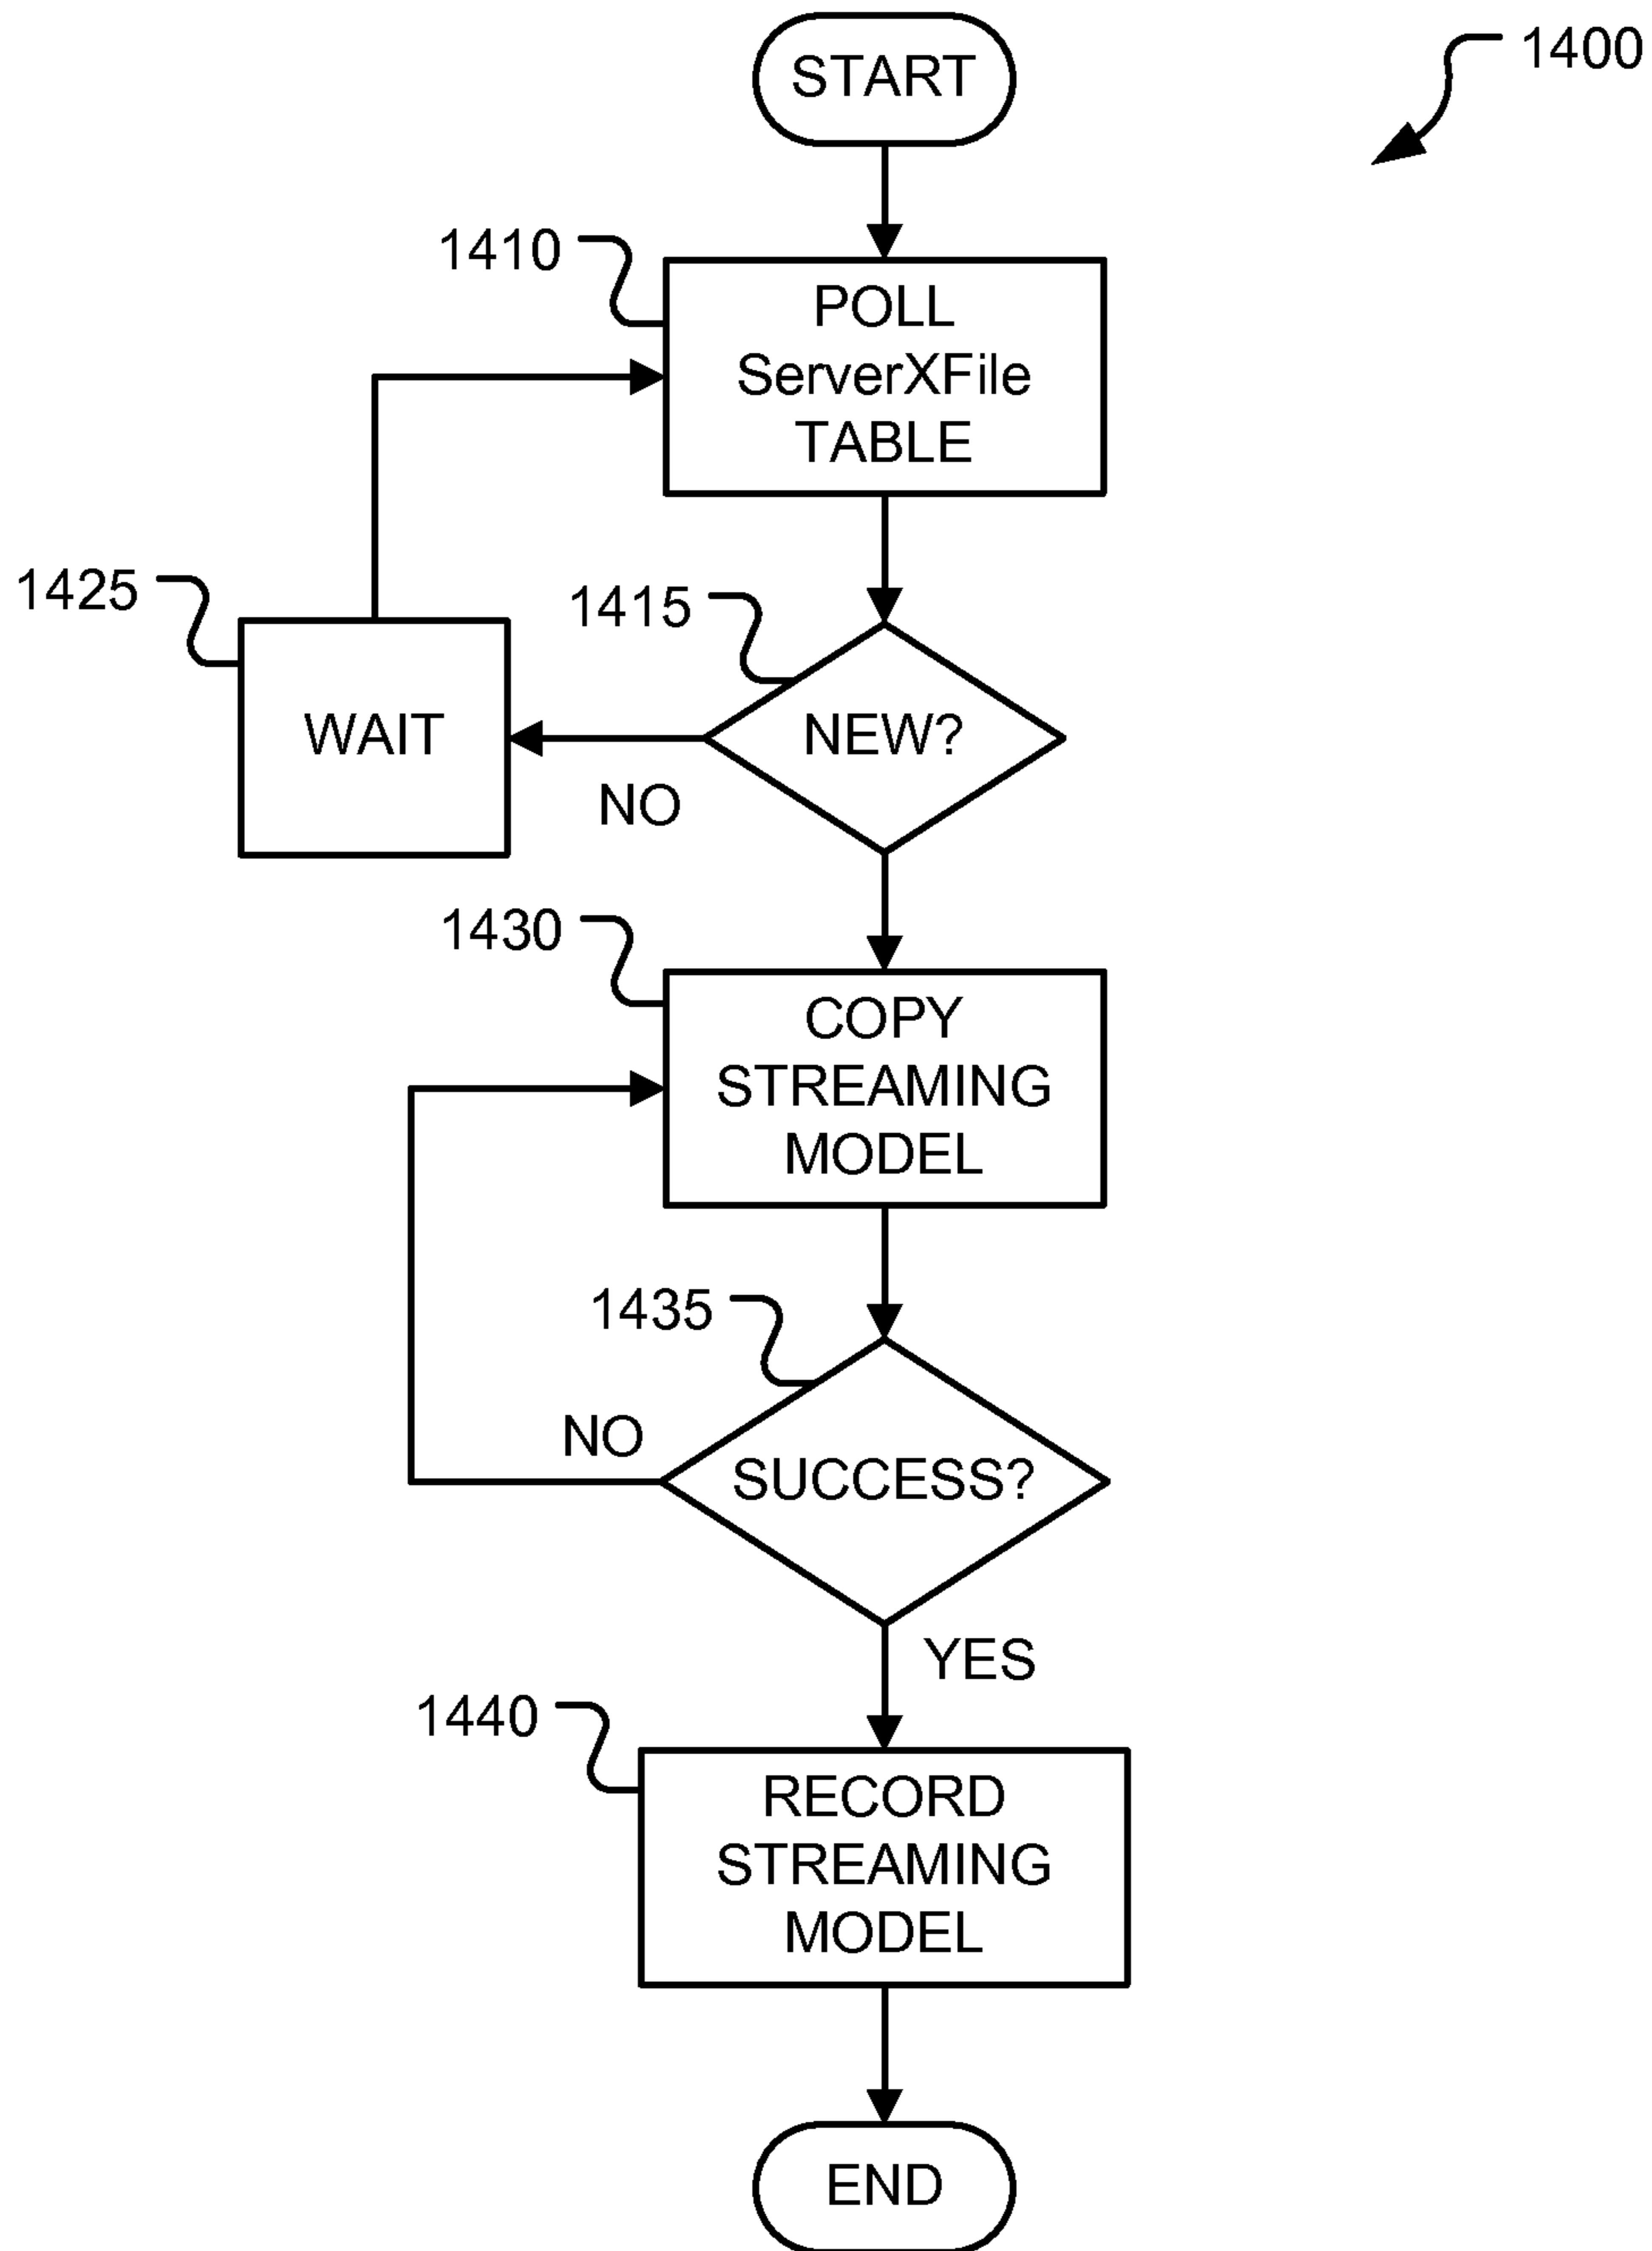 START
1400
1410
POLL
ServerXFile
TABLE
1425
1415
WAIT
NEW?
NO
1430
COPY
STREAMING
MODEL
1435
NO
SUCCESS?
YES
1440
RECORD
STREAMING
MODEL
END